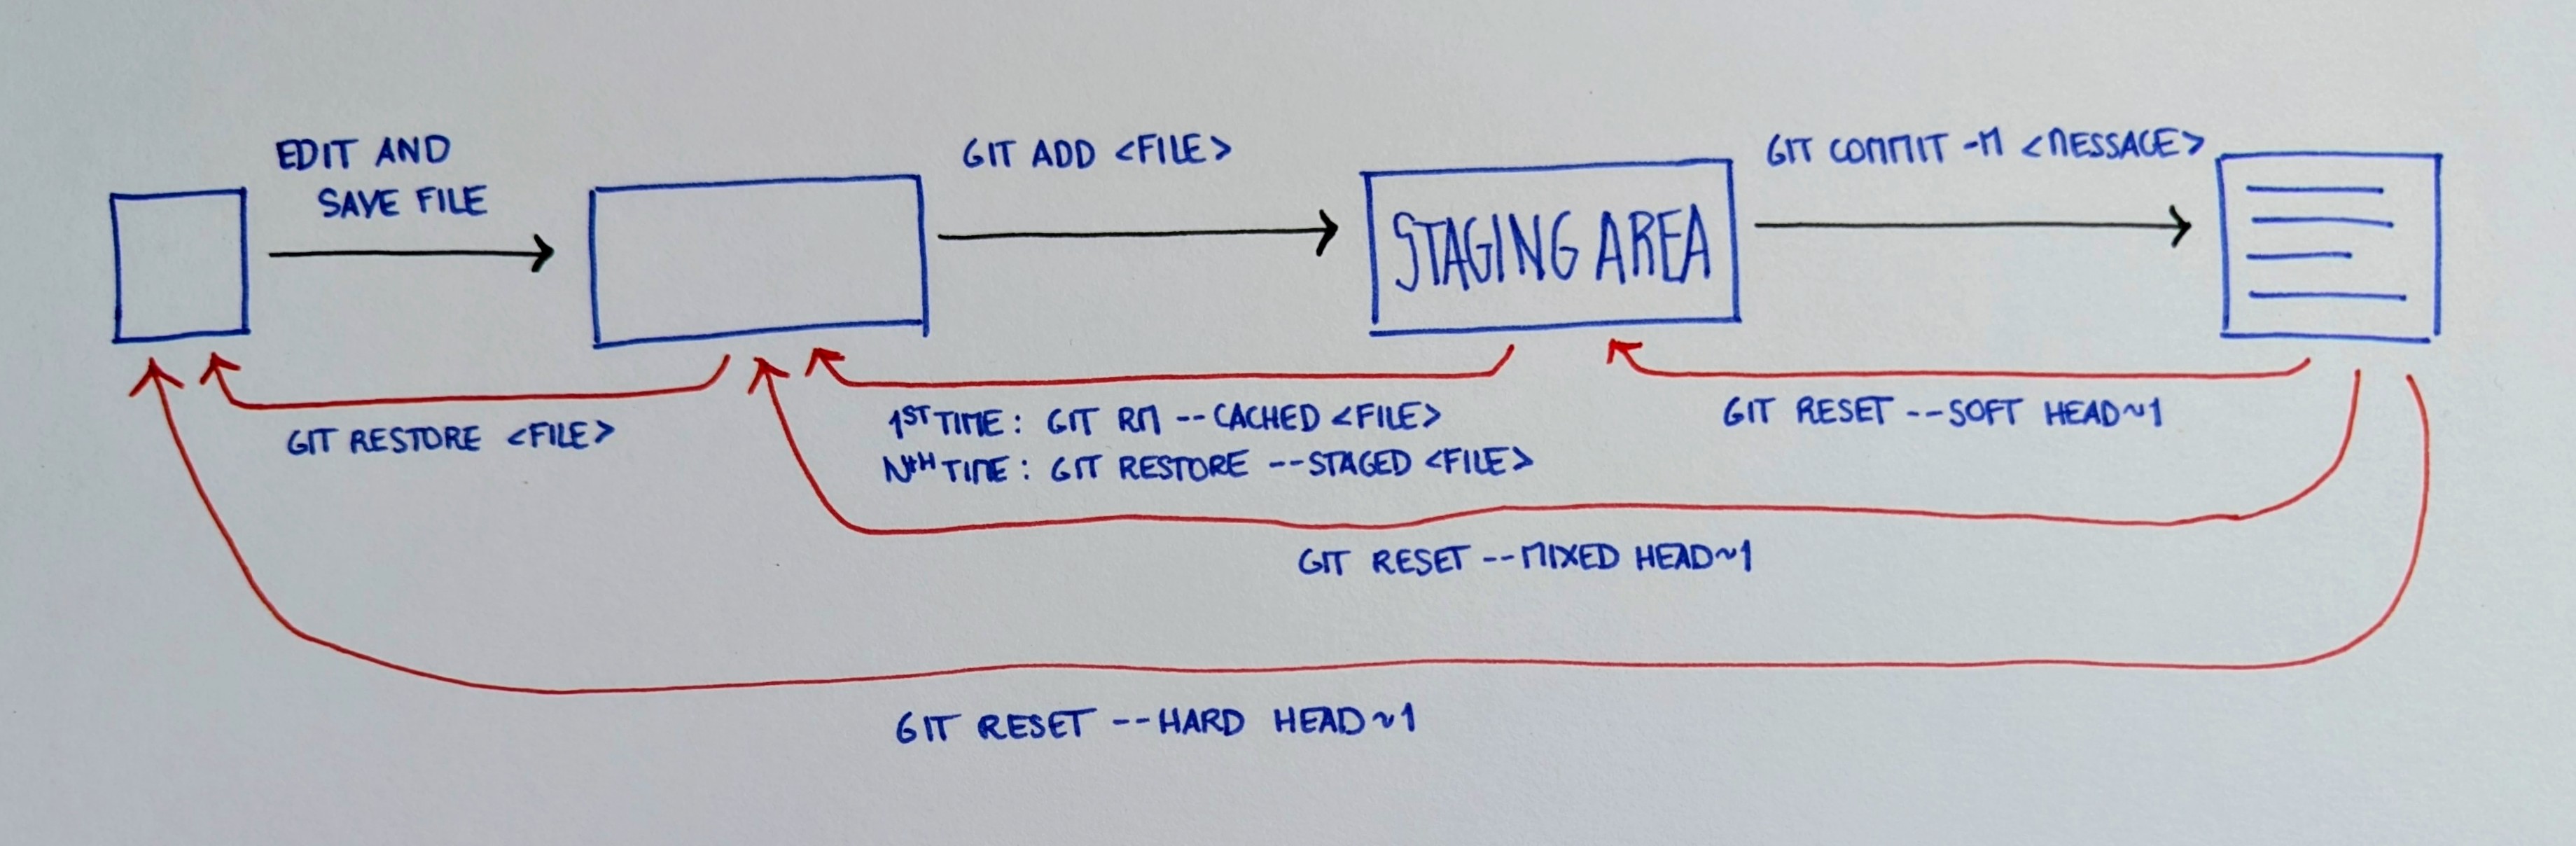 EDIT AND
SAVE FILE
GIT ADD <FILE>
GIT COMMIT -M <MESSAGE>
STAGING AREA
GIT RESTORE <FILE>
1ST TIME: GIT RM --CACHED <FILE>
NTH TIME: GIT RESTORE --STAGED <FILE>
GIT RESET --SOFT HEAD~1
GIT RESET --MIXED HEAD~1
GIT RESET --HARD HEAD~1